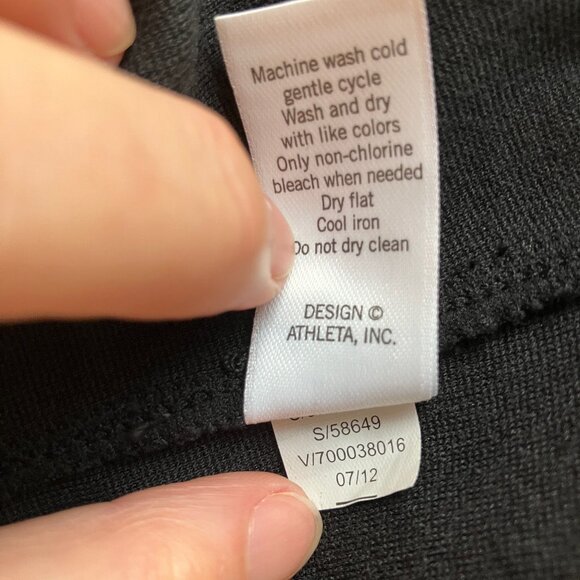 Machine wash cold
gentle cycle
Wash and dry
with like colors
Only non-chlorine
bleach when needed
Dry flat
Cool iron
Do not dry clean
DESIGN ©
ATHLETA, INC.
S/58649
V/700038016
07/12